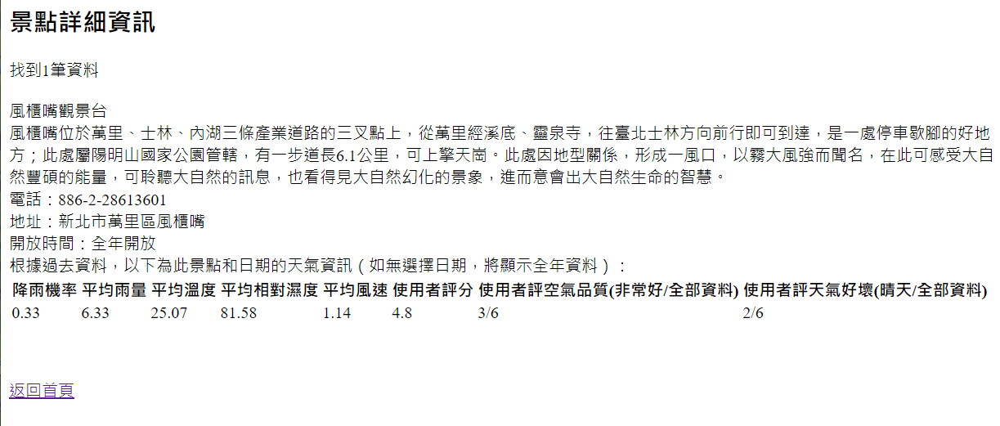 景點詳細資訊
找到1筆資料
風櫃嘴觀景台
風櫃嘴位於萬里、士林、內湖三條產業道路的三叉點上，從萬里經溪底、靈泉寺，往臺北士林方向前行即可到達，是一處停車歇腳的好地
方；此處屬陽明山國家公園管轄，有一步道長6.1公里，可上擎天崗。此處因地型關係，形成一風口，以霧大風強而聞名，在此可感受大自
然豐碩的能量，可聆聽大自然的訊息，也看得見大自然幻化的景象，進而意會出大自然生命的智慧。
電話：886-2-28613601
地址：新北市萬里區風櫃嘴
開放時間：全年開放
根據過去資料，以下為此景點和日期的天氣資訊（如無選擇日期，將顯示全年資料）：
降雨機率 平均雨量 平均溫度 平均相對濕度 平均風速 使用者評分 使用者評空氣品質(非常好/全部資料) 使用者評天氣好壞(晴天/全部資料)
0.33 6.33 25.07 81.58 1.14 4.8 3/6 2/6
返回首頁